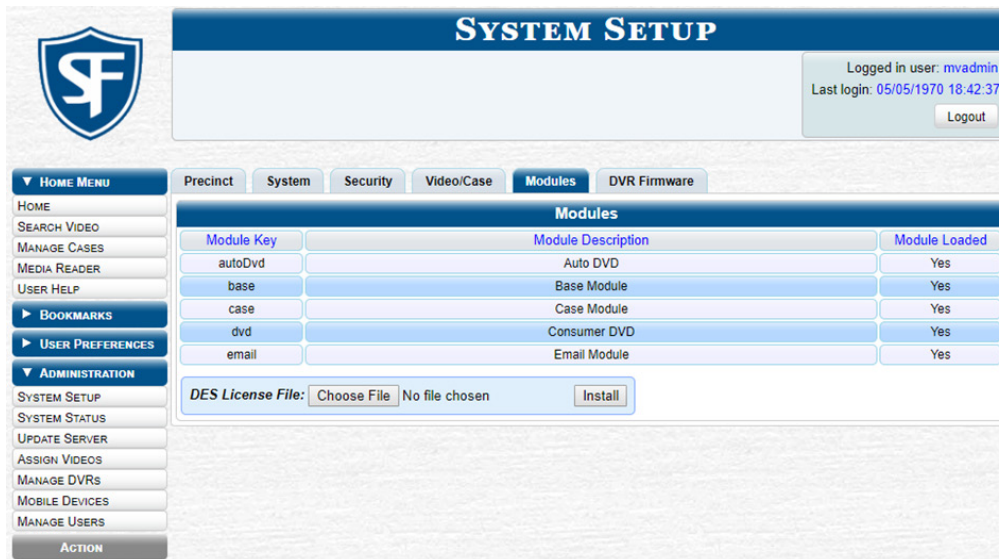 SYSTEM SETUP
SF
Logged in user: mvadmin
Last login: 05/05/1970 18:42:37
Logout
▼ HOME MENU
HOME
SEARCH VIDEO
MANAGE CASES
MEDIA READER
USER HELP
► BOOKMARKS
► USER PREFERENCES
▼ ADMINISTRATION
SYSTEM SETUP
SYSTEM STATUS
UPDATE SERVER
ASSIGN VIDEOS
MANAGE DVRS
MOBILE DEVICES
MANAGE USERS
ACTION
Precinct System Security Video/Case Modules DVR Firmware
Modules
Module Key Module Description Module Loaded
autoDvd Auto DVD Yes
base Base Module Yes
case Case Module Yes
dvd Consumer DVD Yes
email Email Module Yes
DES License File: Choose File No file chosen Install